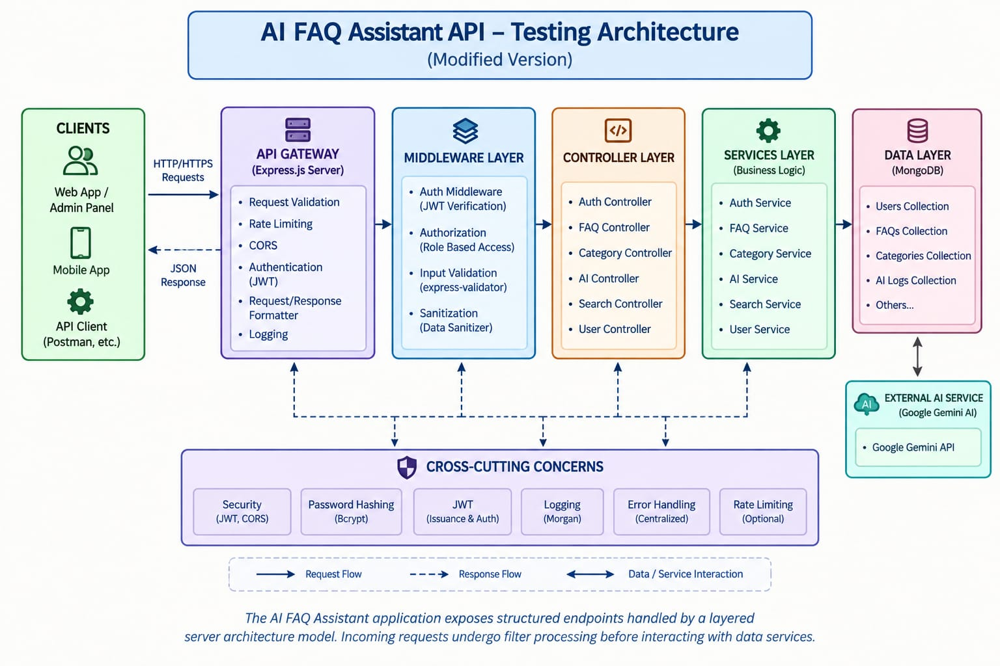 AI FAQ Assistant API – Testing Architecture
(Modified Version)
CLIENTS
Web App /
Admin Panel
Mobile App
API Client
(Postman, etc.)
HTTP/HTTPS
Requests
JSON
Response
API GATEWAY
(Express.js Server)
• Request Validation
• Rate Limiting
• CORS
• Authentication
(JWT)
• Request/Response
Formatter
• Logging
MIDDLEWARE LAYER
• Auth Middleware
(JWT Verification)
• Authorization
(Role Based Access)
• Input Validation
(express-validator)
• Sanitization
(Data Sanitizer)
</>
CONTROLLER LAYER
• Auth Controller
• FAQ Controller
• Category Controller
• AI Controller
• Search Controller
• User Controller
SERVICES LAYER
(Business Logic)
• Auth Service
• FAQ Service
• Category Service
• AI Service
• Search Service
• User Service
DATA LAYER
(MongoDB)
• Users Collection
• FAQs Collection
• Categories Collection
• AI Logs Collection
• Others...
AI
EXTERNAL AI SERVICE
(Google Gemini AI)
• Google Gemini API
CROSS-CUTTING CONCERNS
Security
(JWT, CORS)
Password Hashing
(Bcrypt)
JWT
(Issuance & Auth)
Logging
(Morgan)
Error Handling
(Centralized)
Rate Limiting
(Optional)
Request Flow
Response Flow
Data / Service Interaction
The AI FAQ Assistant application exposes structured endpoints handled by a layered
server architecture model. Incoming requests undergo filter processing before interacting with data services.